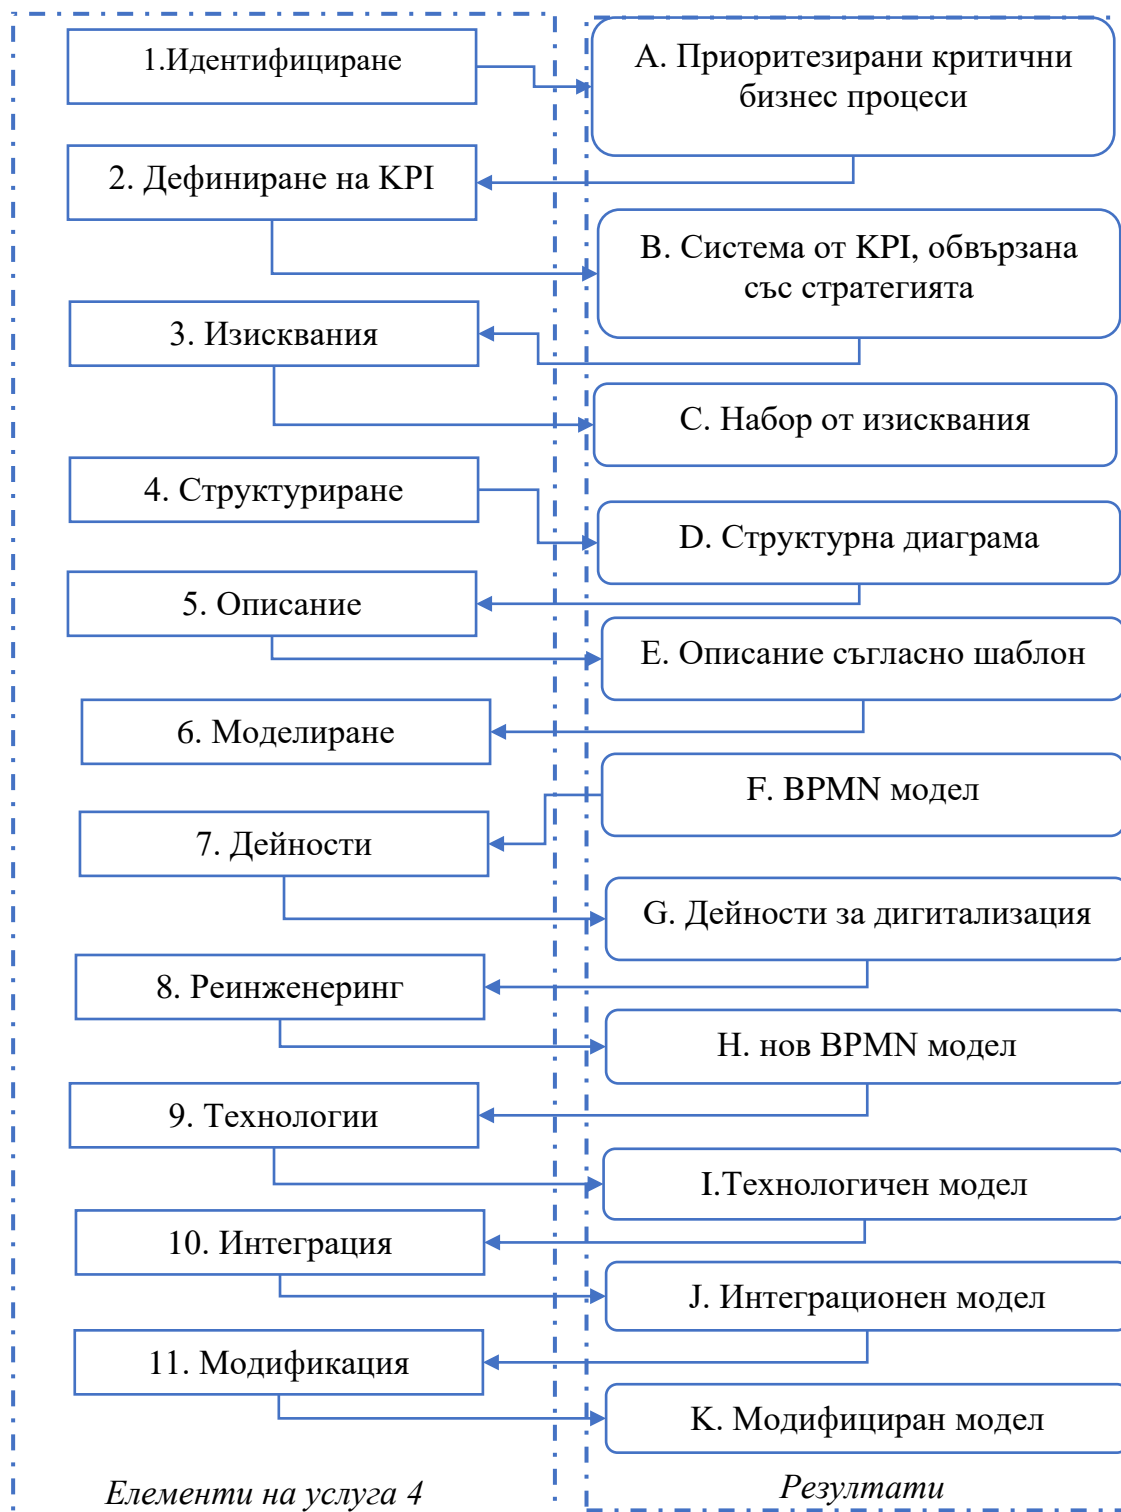 1.Идентифициране
A. Приоритезирани критични
бизнес процеси
2. Дефиниране на KPI
B. Система от KPI, обвързана
със стратегията
3. Изисквания
C. Набор от изисквания
4. Структуриране
D. Структурна диаграма
5. Описание
E. Описание съгласно шаблон
6. Моделиране
F. BPMN модел
7. Дейности
G. Дейности за дигитализация
8. Реинженеринг
H. нов BPMN модел
9. Технологии
I.Технологичен модел
10. Интеграция
J. Интеграционен модел
11. Модификация
K. Модифициран модел
Елементи на услуга 4
Резултати